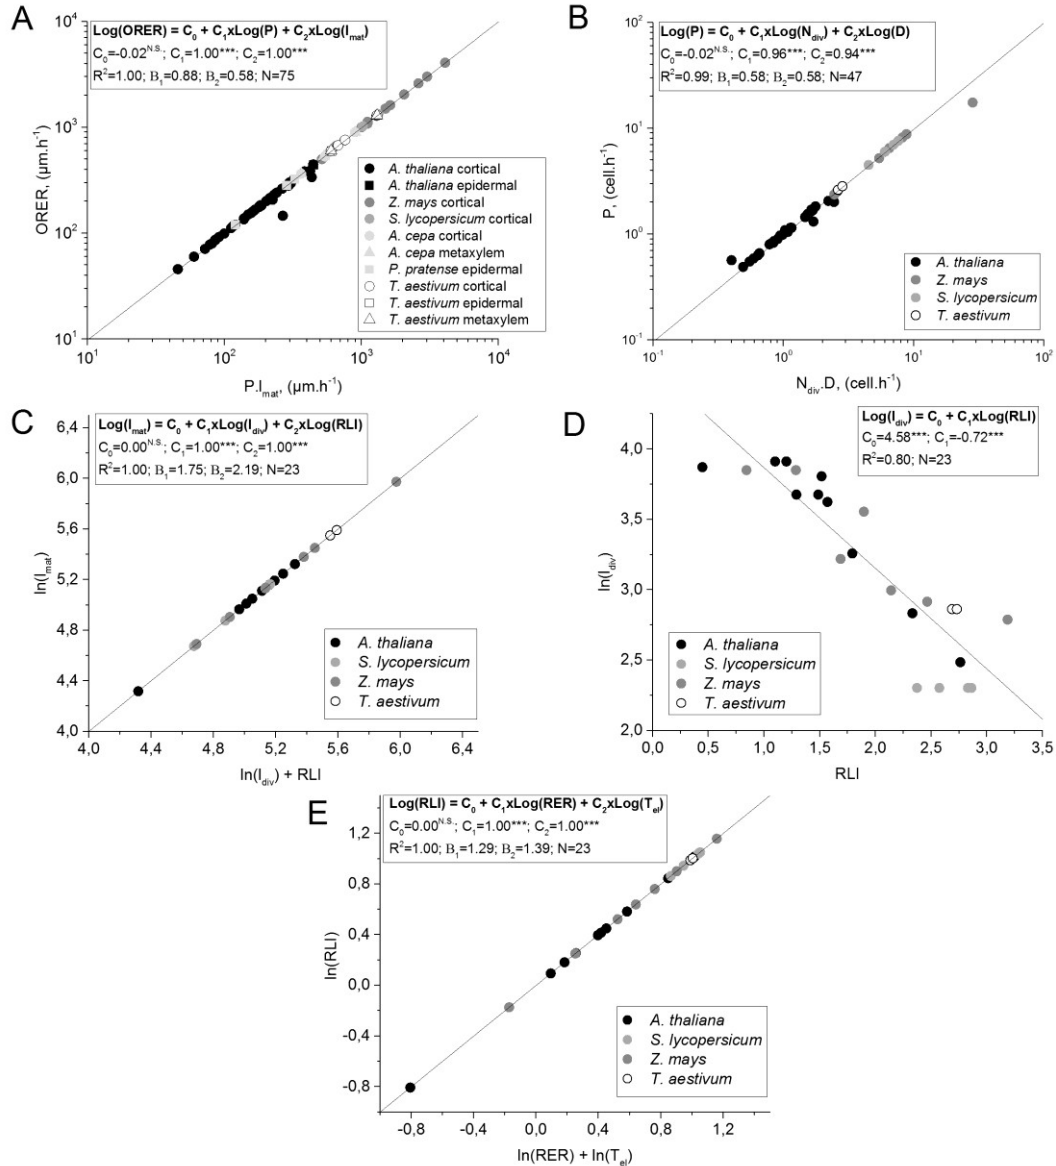 A
Log(ORER) = C0 + C1xLog(P) + C2xLog(lmat)
C0=-0.02N.S.; C1=1.00***; C2=1.00***
R2=1.00; B1=0.88; B2=0.58; N=75
ORER, (µm.h-1)
104
103
102
101
A. thaliana cortical
A. thaliana epidermal
Z. mays cortical
S. lycopersicum cortical
A. cepa cortical
A. cepa metaxylem
P. pratense epidermal
T. aestivum cortical
T. aestivum epidermal
T. aestivum metaxylem
101 102 103 104
P.lmat, (µm.h-1)
B
Log(P) = C0 + C1xLog(Ndiv) + C2xLog(D)
C0=-0.02N.S.; C1=0.96***; C2=0.94***
R2=0.99; B1=0.58; B2=0.58; N=47
P, (cell.h-1)
102
101
100
10-1
A. thaliana
Z. mays
S. lycopersicum
T. aestivum
10-1 100 101 102
Ndiv.D, (cell.h-1)
C
Log(lmat) = C0 + C1xLog(ldiv) + C2xLog(RLI)
C0=0.00N.S.; C1=1.00***; C2=1.00***
R2=1.00; B1=1.75; B2=2.19; N=23
ln(lmat)
6,4
6,0
5,6
5,2
4,8
4,4
4,0
A. thaliana
S. lycopersicum
Z. mays
T. aestivum
4,0 4,4 4,8 5,2 5,6 6,0 6,4
ln(ldiv) + RLI
D
Log(ldiv) = C0 + C1xLog(RLI)
C0=4.58***; C1=-0.72***
R2=0.80; N=23
ln(ldiv)
4,0
3,5
3,0
2,5
2,0
A. thaliana
S. lycopersicum
Z. mays
T. aestivum
0,0 0,5 1,0 1,5 2,0 2,5 3,0 3,5
RLI
E
Log(RLI) = C0 + C1xLog(RER) + C2xLog(Tel)
C0=0.00N.S.; C1=1.00***; C2=1.00***
R2=1.00; B1=1.29; B2=1.39; N=23
ln(RLI)
1,2
0,8
0,4
0,0
-0,4
-0,8
A. thaliana
S. lycopersicum
Z. mays
T. aestivum
-0,8 -0,4 0,0 0,4 0,8 1,2
ln(RER) + ln(Tel)